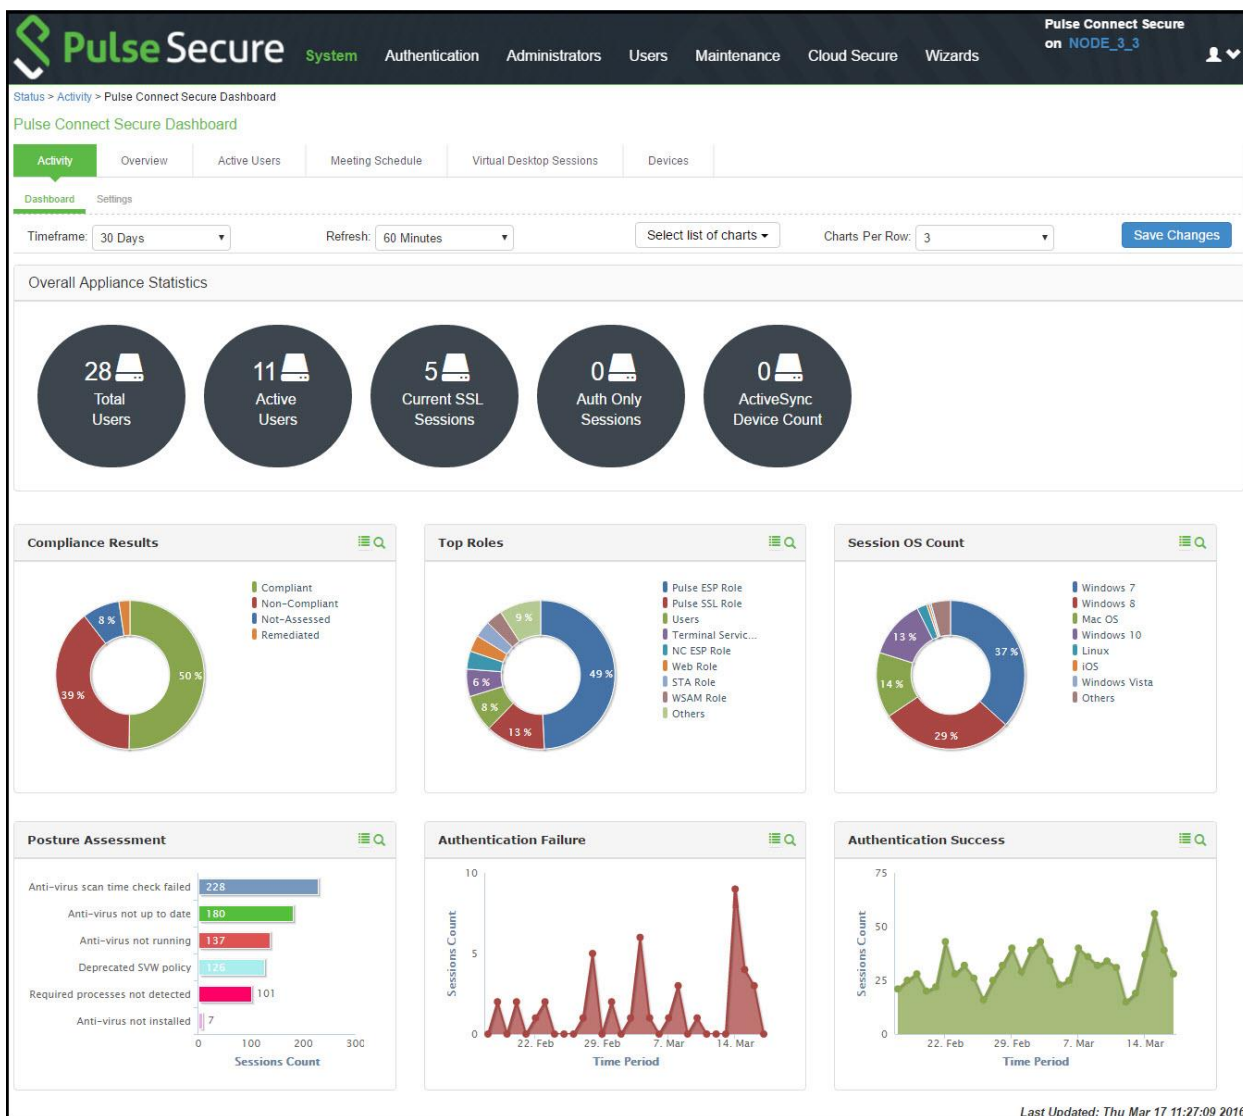 Pulse Secure
System Authentication Administrators Users Maintenance Cloud Secure Wizards
Pulse Connect Secure
on NODE_3_3
Status > Activity > Pulse Connect Secure Dashboard
Pulse Connect Secure Dashboard
Activity Overview Active Users Meeting Schedule Virtual Desktop Sessions Devices
Dashboard Settings
Timeframe: 30 Days Refresh: 60 Minutes Select list of charts Charts Per Row: 3 Save Changes
Overall Appliance Statistics
28
Total
Users
11
Active
Users
5
Current SSL
Sessions
0
Auth Only
Sessions
0
ActiveSync
Device Count
Compliance Results
Compliant
Non-Compliant
Not-Assessed
Remediated
8 %
50 %
39 %
Top Roles
Pulse ESP Role
Pulse SSL Role
Users
Terminal Servic...
NC ESP Role
Web Role
STA Role
WSAM Role
Others
9 %
49 %
6 %
8 %
13 %
Session OS Count
Windows 7
Windows 8
Mac OS
Windows 10
Linux
iOS
Windows Vista
Others
13 %
37 %
14 %
29 %
Posture Assessment
Anti-virus scan time check failed 228
Anti-virus not up to date 180
Anti-virus not running 137
Deprecated SVW policy 126
Required processes not detected 101
Anti-virus not installed 7
0 100 200 300
Sessions Count
Authentication Failure
10
5
0
Sessions Count
22. Feb 29. Feb 7. Mar 14. Mar
Time Period
Authentication Success
75
50
25
0
Sessions Count
22. Feb 29. Feb 7. Mar 14. Mar
Time Period
Last Updated: Thu Mar 17 11:27:09 2016